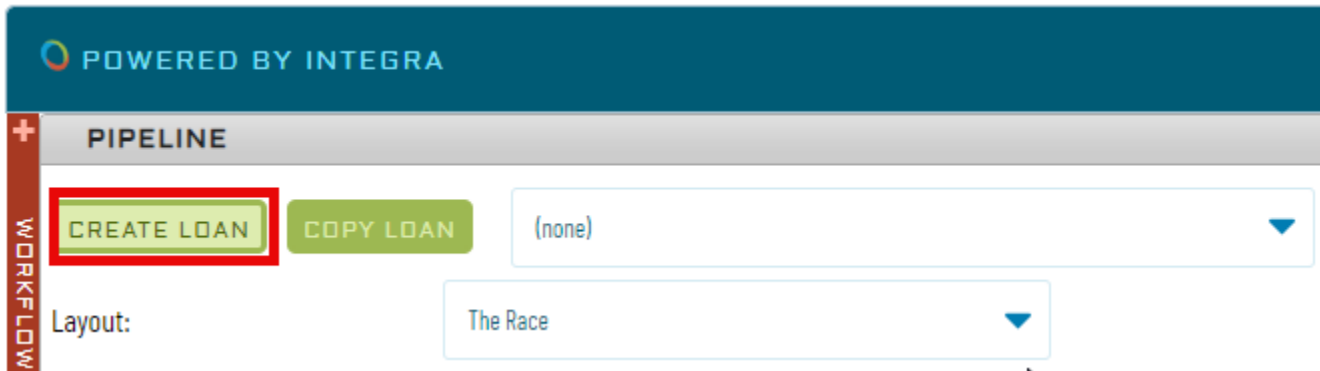 POWERED BY INTEGRA
PIPELINE
CREATE LOAN COPY LOAN (none)
WORKFLOW
Layout: The Race